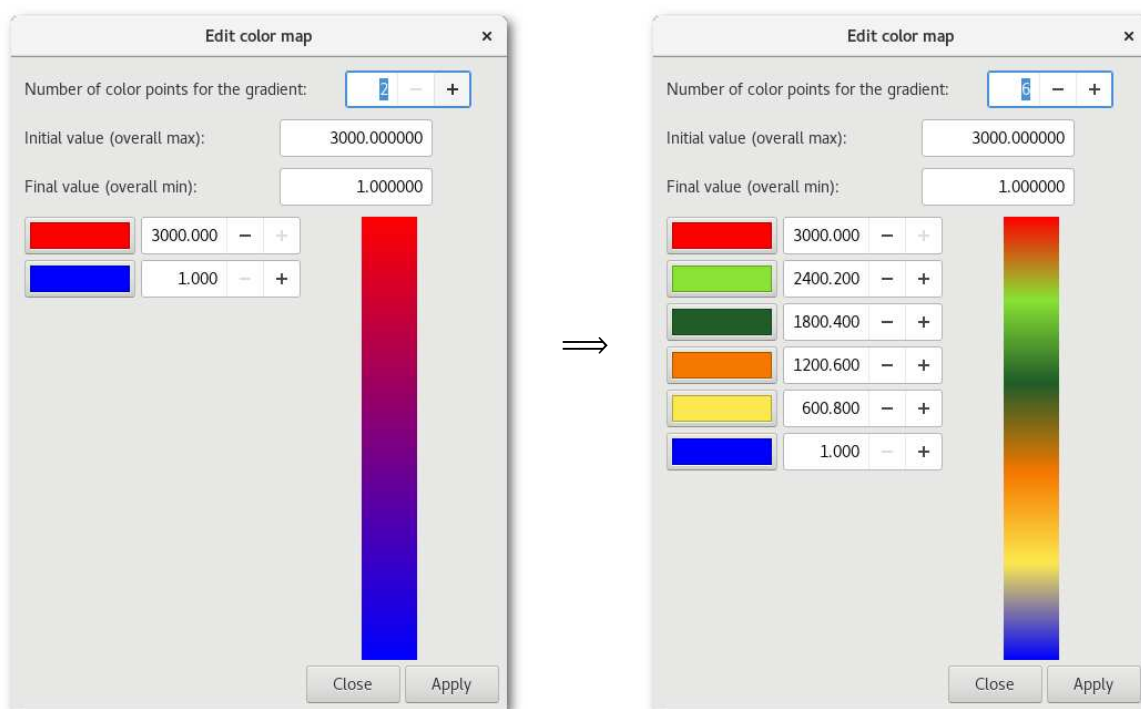 Edit color map ×
Number of color points for the gradient: 2 − +
Initial value (overall max): 3000.000000
Final value (overall min): 1.000000
3000.000 − +
1.000 − +
Close Apply
⟹
Edit color map ×
Number of color points for the gradient: 6 − +
Initial value (overall max): 3000.000000
Final value (overall min): 1.000000
3000.000 − +
2400.200 − +
1800.400 − +
1200.600 − +
600.800 − +
1.000 − +
Close Apply